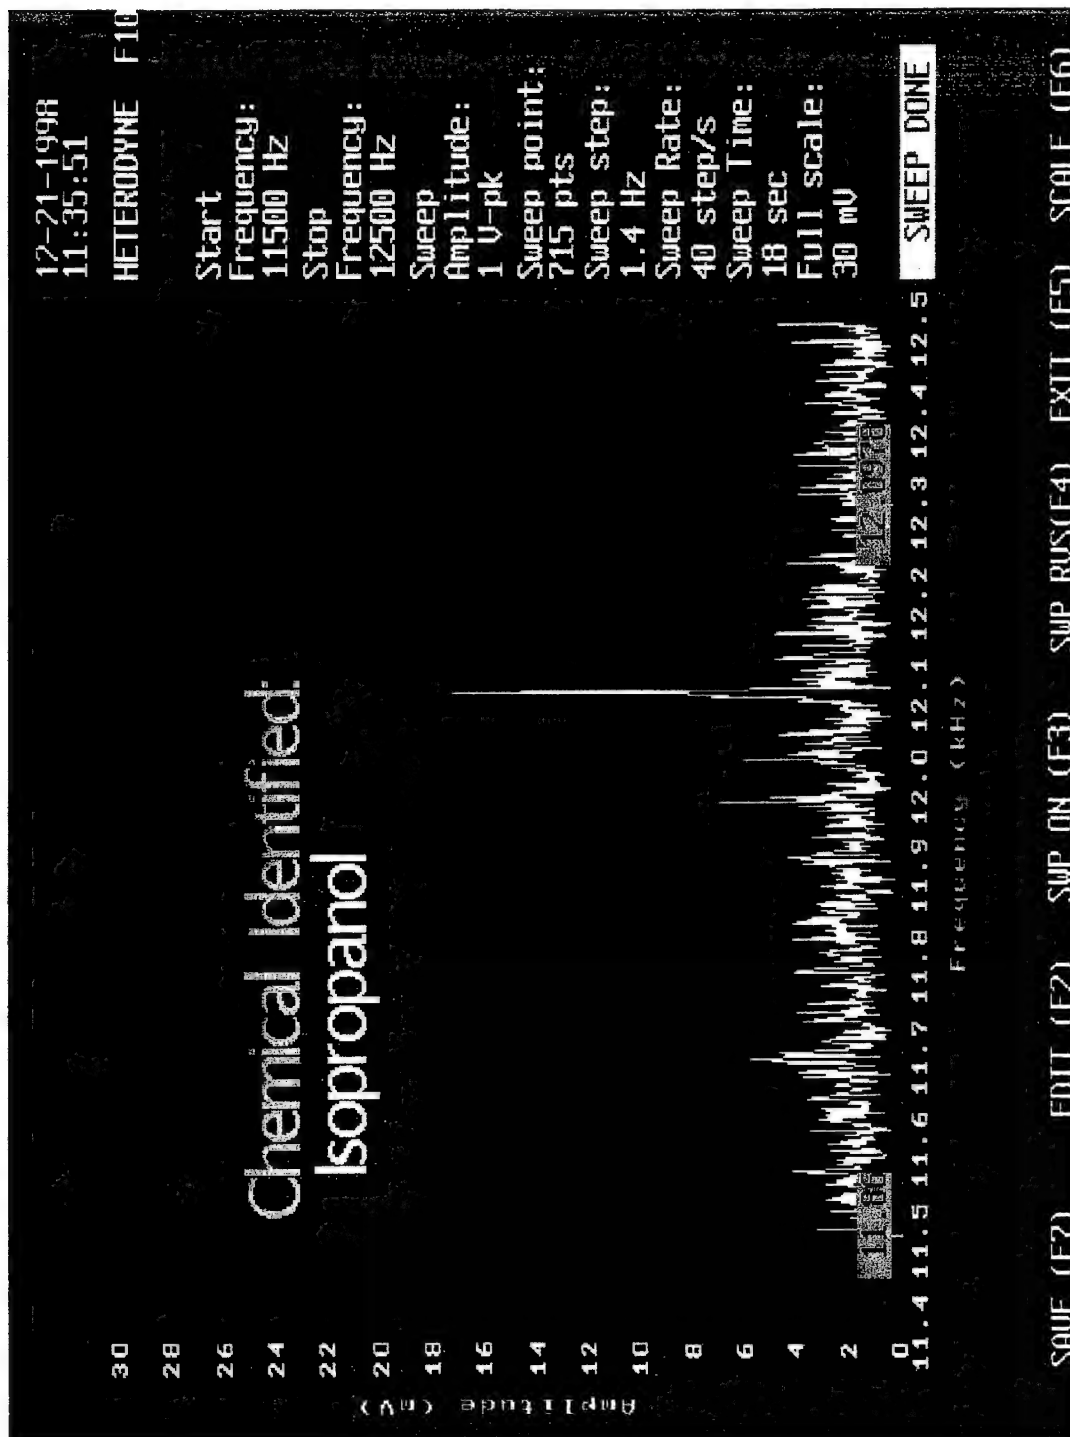 12-21-1998
11:35:51
HETERODYNE F10
Start
Frequency:
11500 Hz
Stop
Frequency:
12500 Hz
Sweep
Amplitude:
1 V-pk
Sweep point:
715 pts
Sweep step:
1.4 Hz
Sweep Rate:
40 step/s
Sweep Time:
18 sec
Full scale:
30 mV
SWEEP DONE
Chemical Identified:
Isopropanol
Amplitude (mV)
30
28
26
24
22
20
18
16
14
12
10
8
6
4
2
0
11.4 11.5 11.6 11.7 11.8 11.9 12.0 12.1 12.2 12.3 12.4 12.5
Frequency (kHz)
SAVE (F2) EDIT (F2) SWP ON (F3) SWP RVS(F4) EXIT (F5) SCALE (F6)